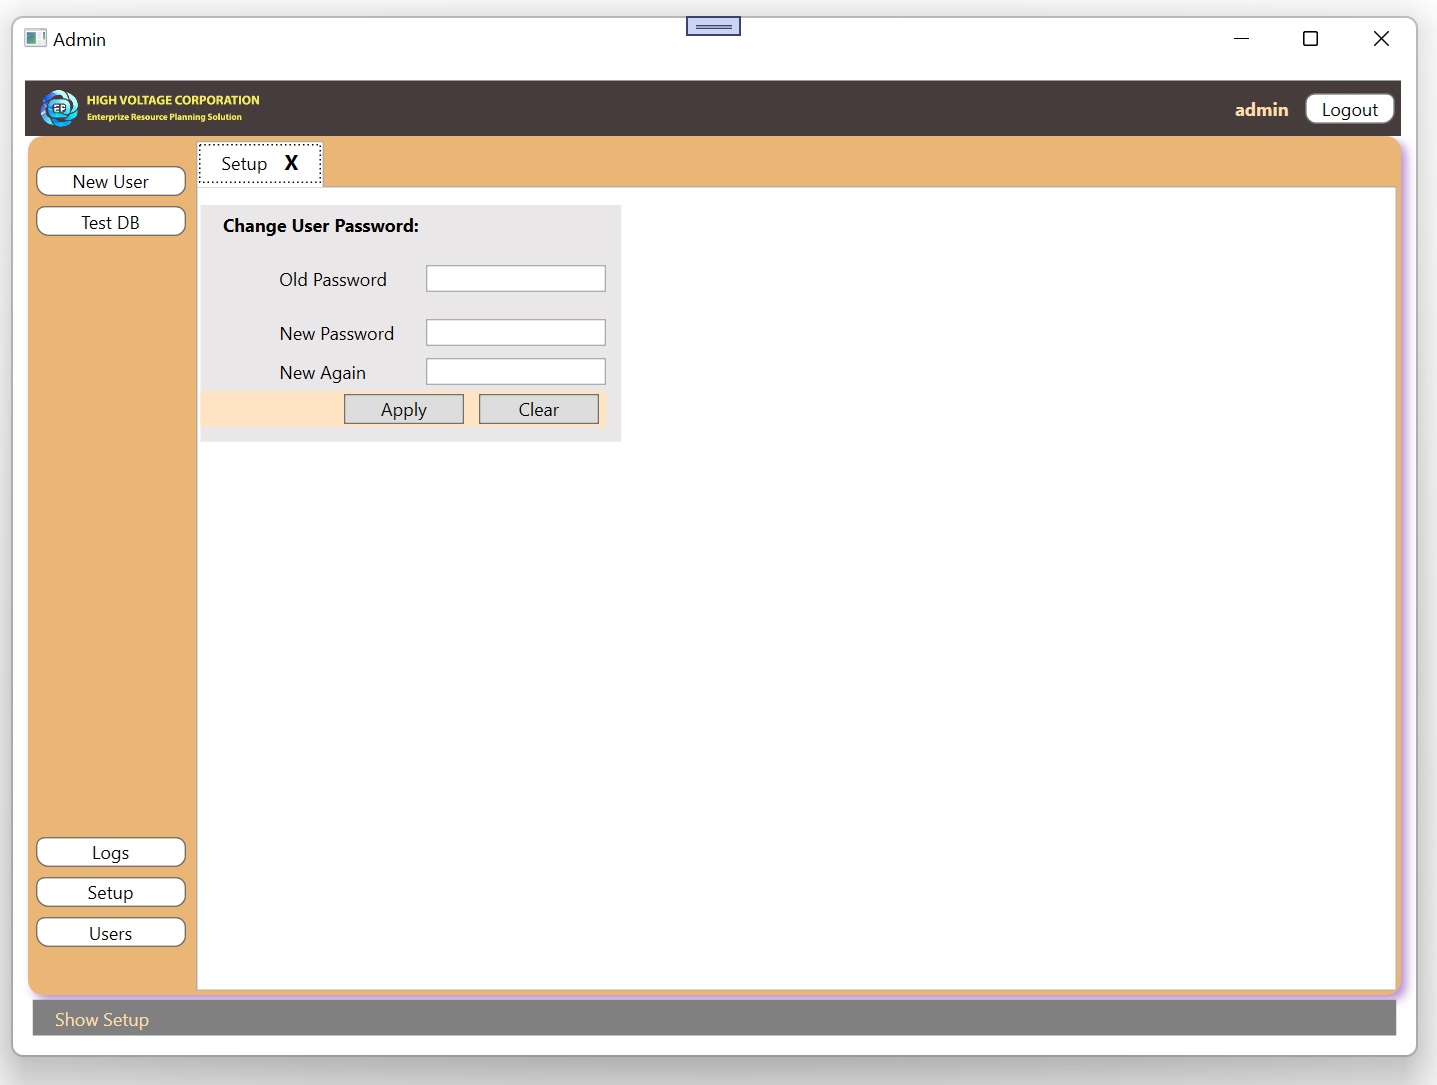 Admin
HIGH VOLTAGE CORPORATION
Enterprize Resource Planning Solution
admin
Logout
New User
Test DB
Setup X
Change User Password:
Old Password
New Password
New Again
Apply
Clear
Logs
Setup
Users
Show Setup